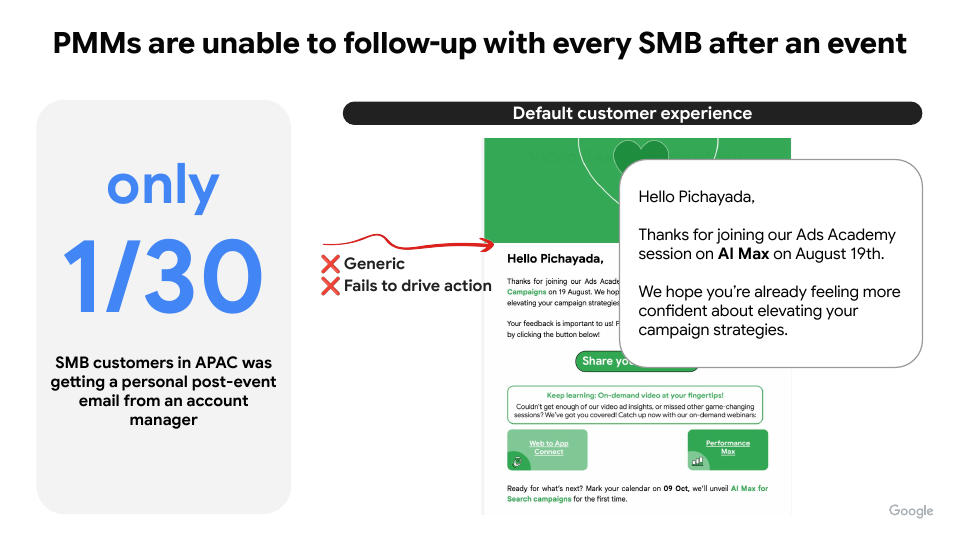 PMMs are unable to follow-up with every SMB after an event
only
1/30
SMB customers in APAC was
getting a personal post-event
email from an account
manager
Default customer experience
❌ Generic
❌ Fails to drive action
Hello Pichayada,
Thanks for joining our Ads Acade
Campaigns on 19 August. We hop
elevating your campaign strategies
Your feedback is important to us! F
by clicking the button below!
Share yo
Hello Pichayada,
Thanks for joining our Ads Academy
session on AI Max on August 19th.
We hope you're already feeling more
confident about elevating your
campaign strategies.
Keep learning: On-demand video at your fingertips!
Couldn't get enough of our video ad insights, or missed other game-changing
sessions? We've got you covered! Catch up now with our on-demand webinars:
Web to App
Connect
Performance
Max
Ready for what's next? Mark your calendar on 09 Oct, we'll unveil AI Max for
Search campaigns for the first time.
Google